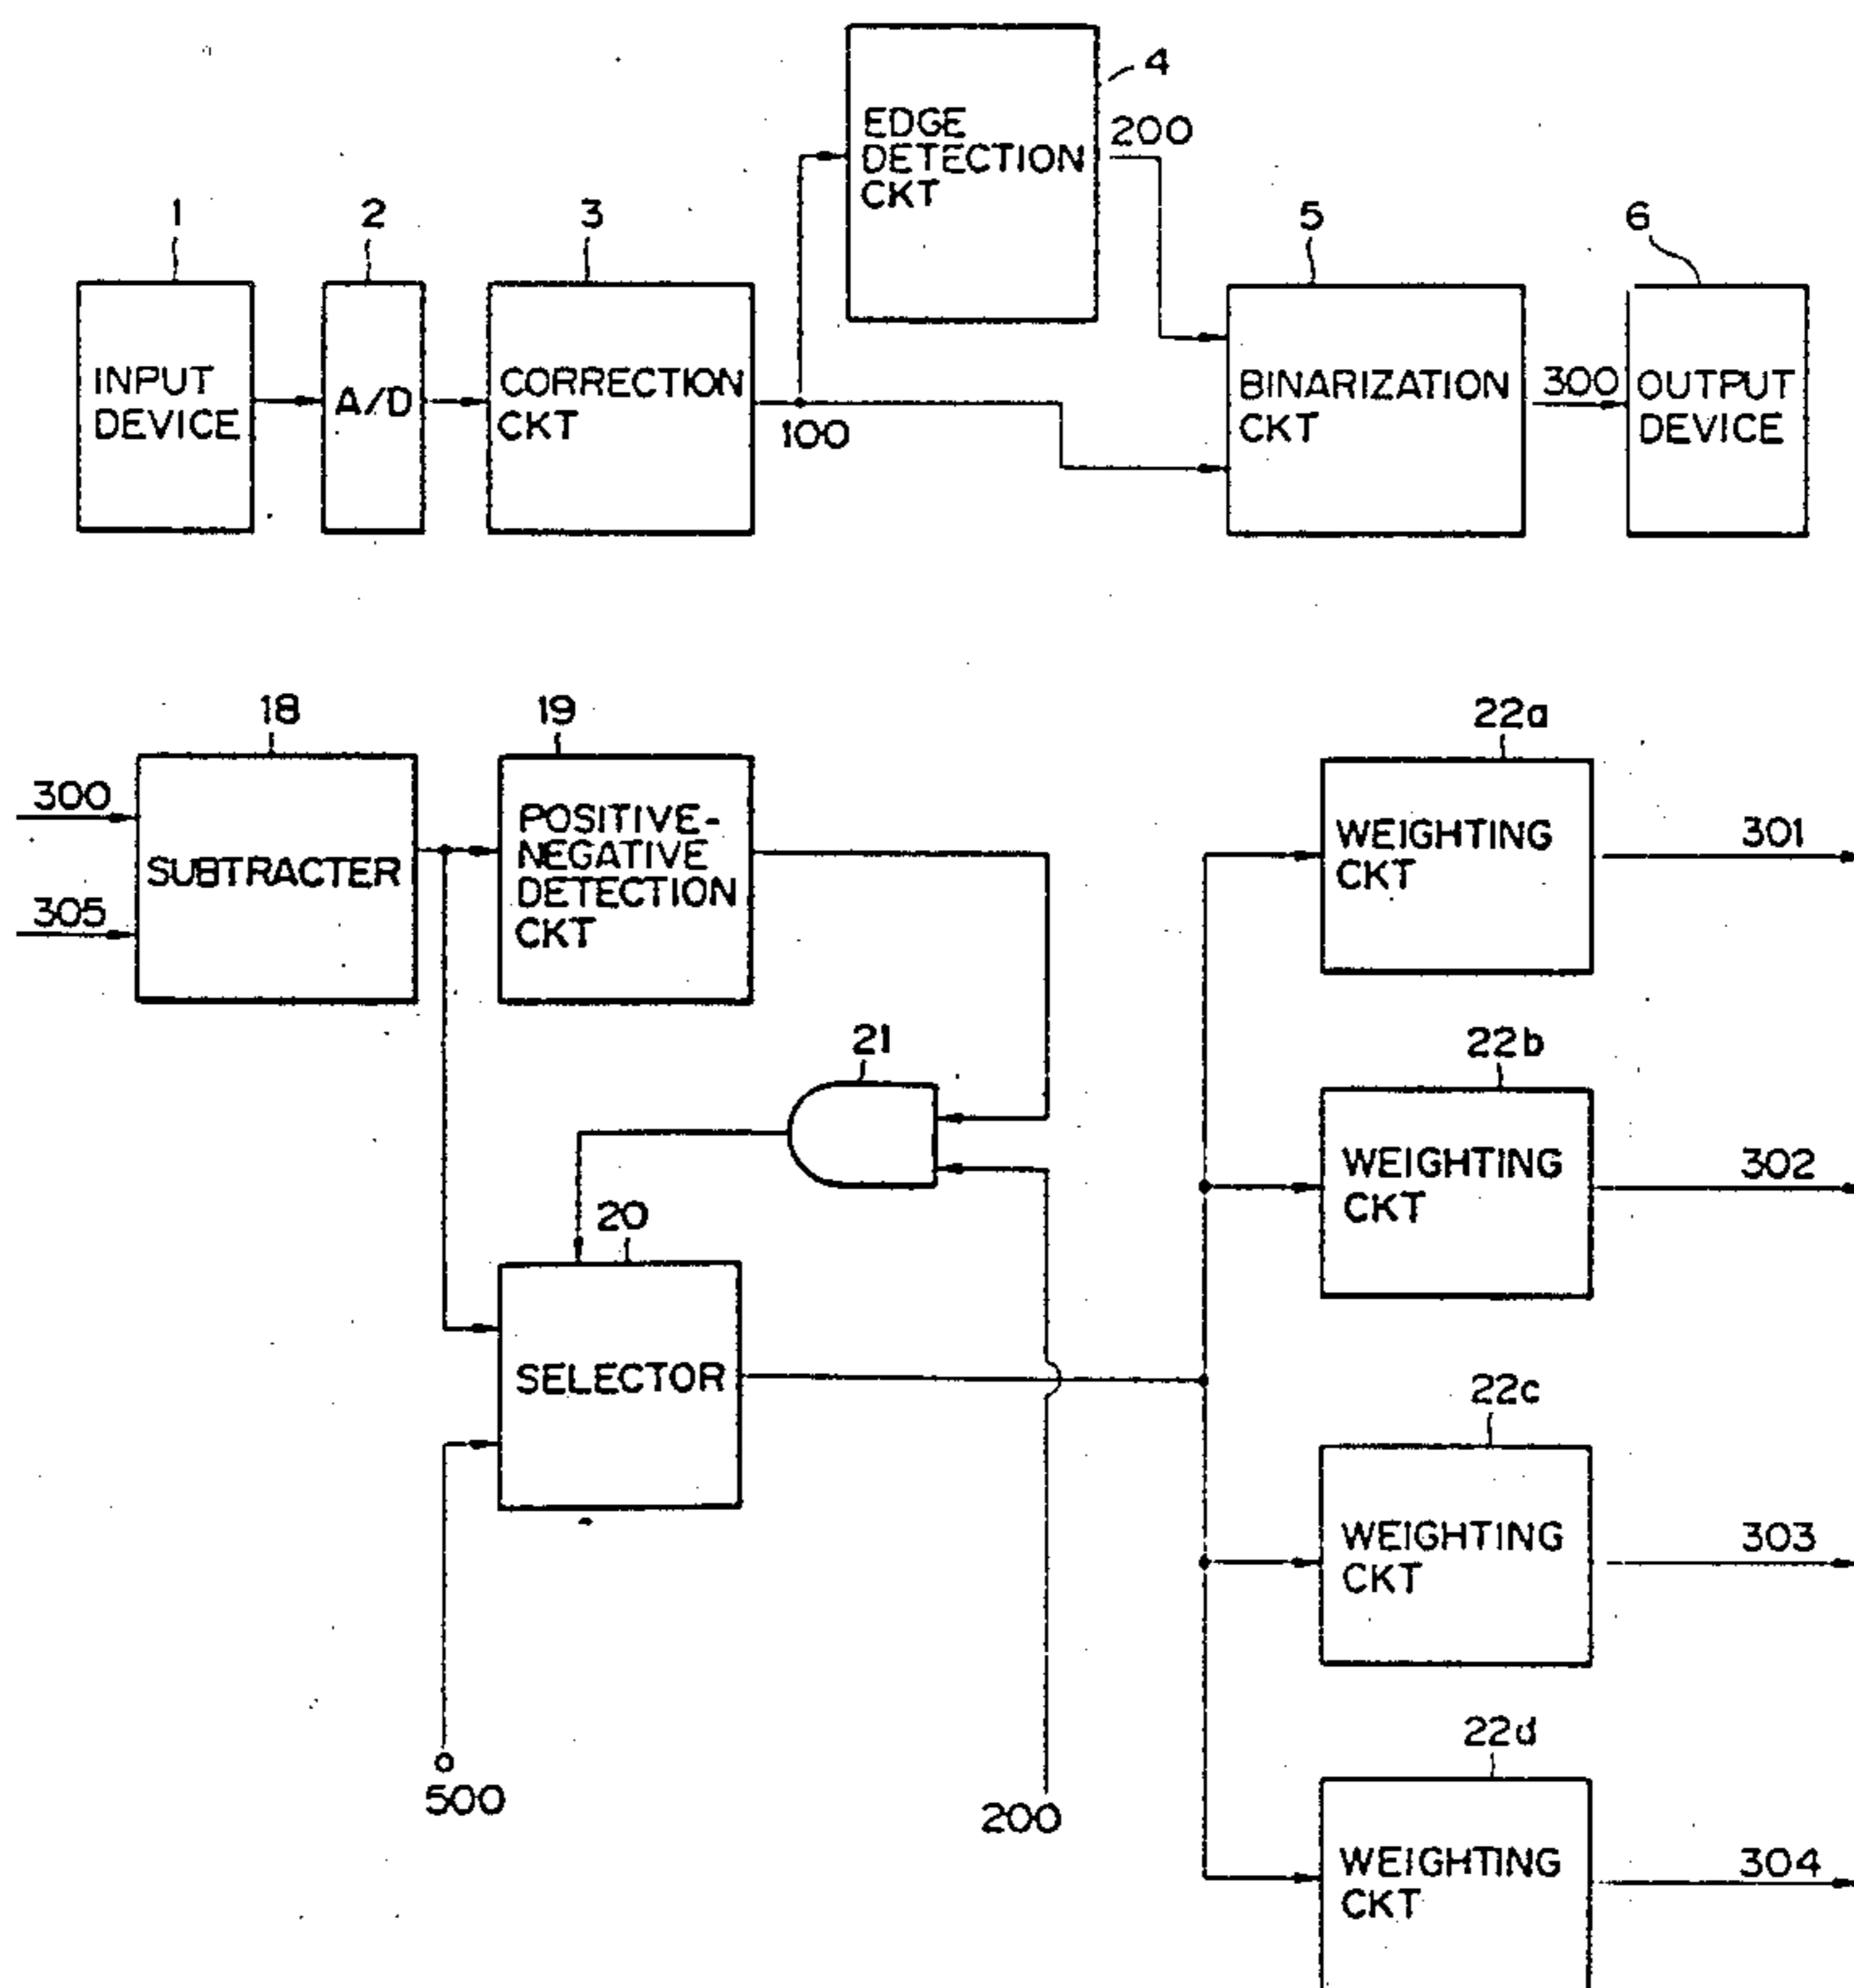 4
EDGE
DETECTION
CKT
200
1
2
3
5
6
INPUT
DEVICE
A/D
CORRECTION
CKT
100
BINARIZATION
CKT
300
OUTPUT
DEVICE
18
19
22a
300
305
SUBTRACTER
POSITIVE-
NEGATIVE
DETECTION
CKT
WEIGHTING
CKT
301
21
22b
WEIGHTING
CKT
302
20
SELECTOR
22c
WEIGHTING
CKT
303
500
200
22d
WEIGHTING
CKT
304